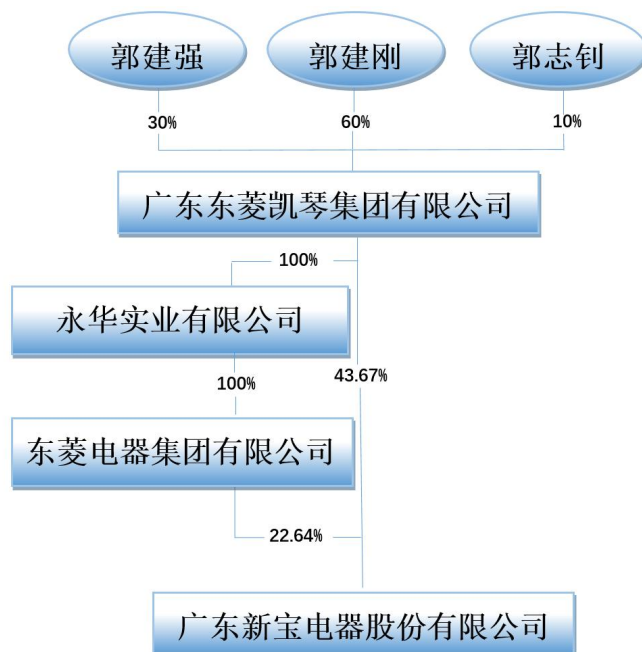 郭建强
郭建刚
郭志钊
30%
60%
10%
广东东菱凯琴集团有限公司
100%
永华实业有限公司
100%
43.67%
东菱电器集团有限公司
22.64%
广东新宝电器股份有限公司